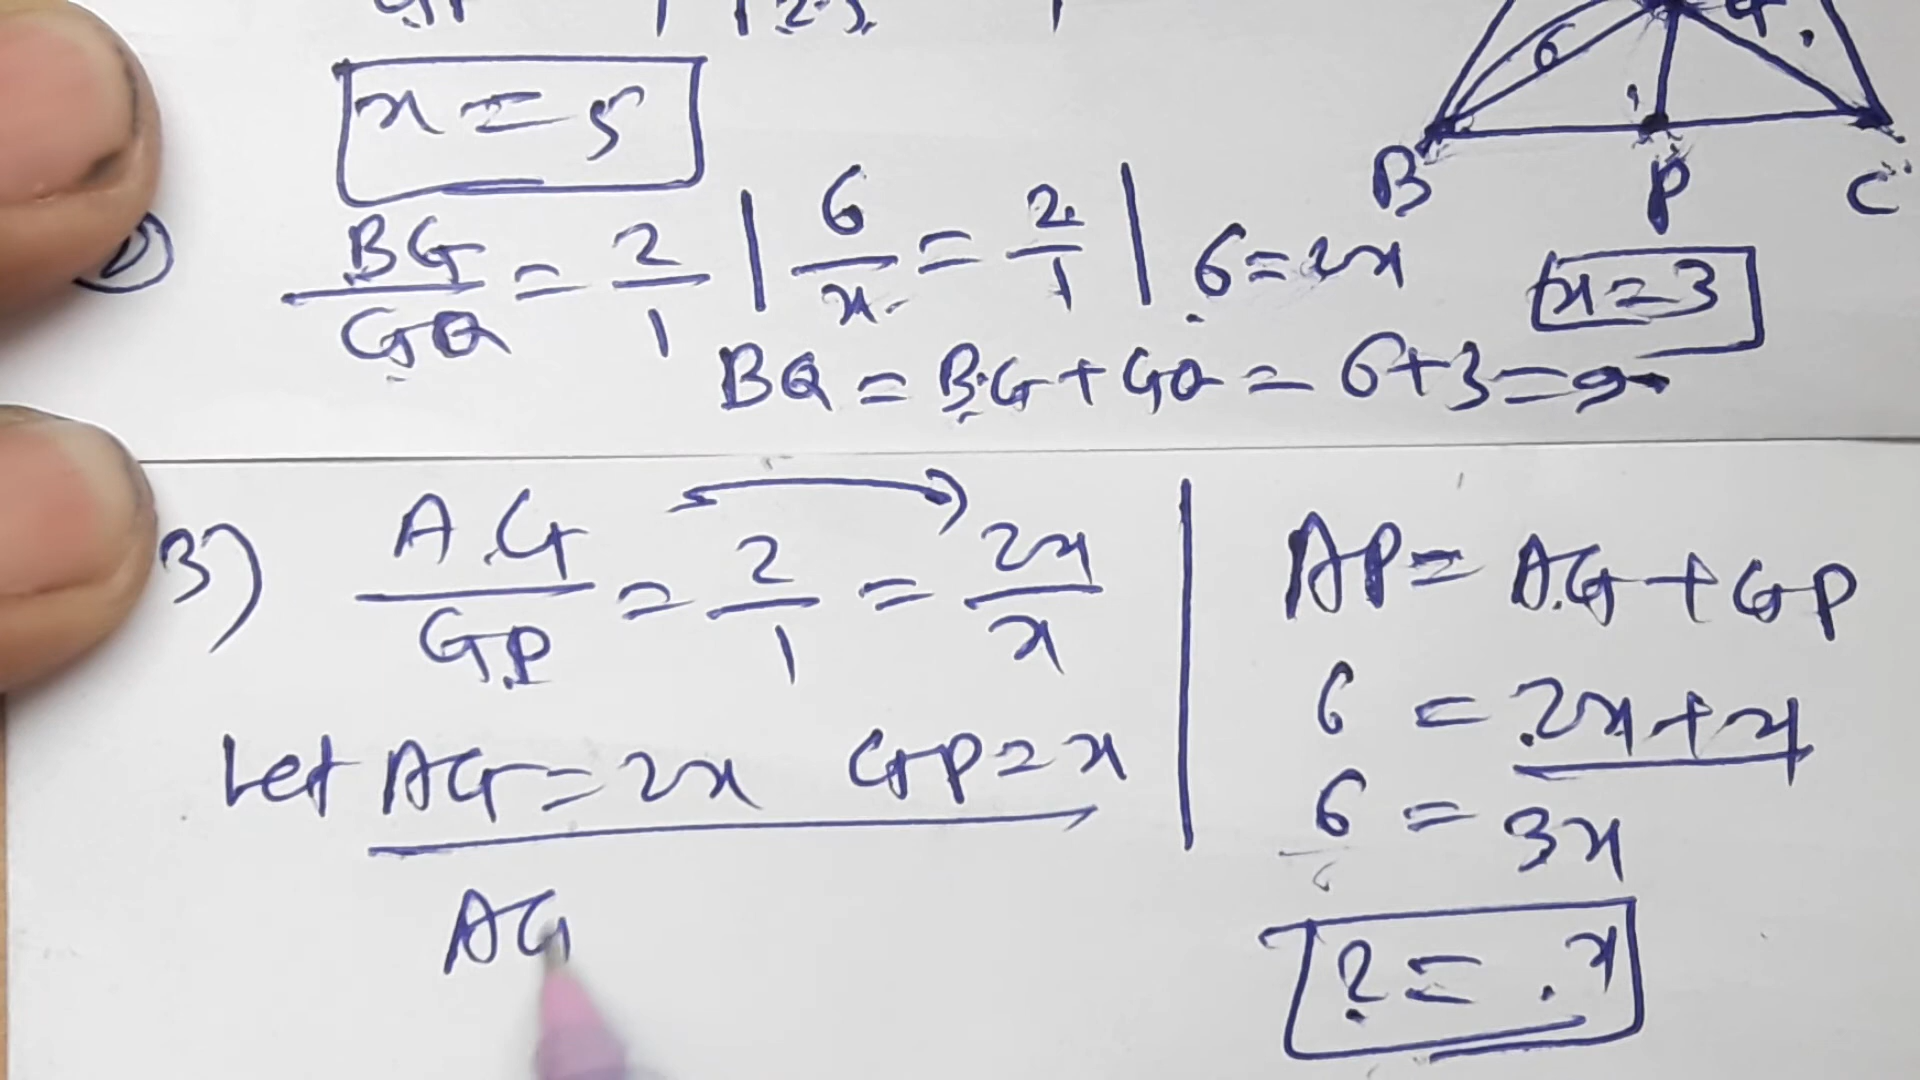 x = 5
G
6
B P C
2) BG/GQ = 2/1 | 6/x = 2/1 | 6 = 2x x = 3
BQ = BG + GQ = 6 + 3 = 9
3) AG/GP = 2/1 = 2x/x
AP = AG + GP
6 = 2x + x
Let AG = 2x GP = x
6 = 3x
AG
2 = x